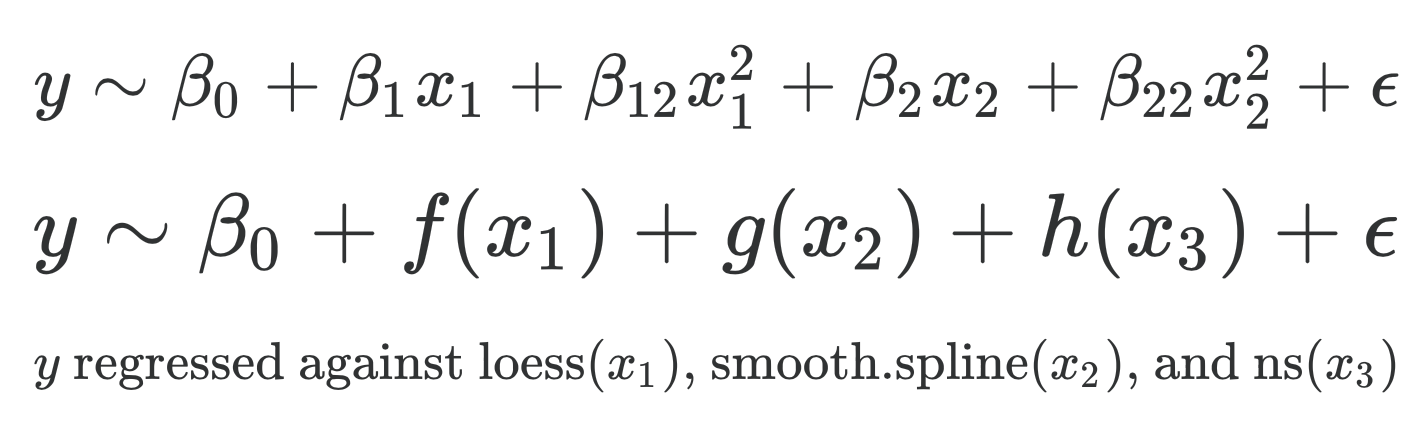 y ∼ β₀ + β₁x₁ + β₁₂x₁² + β₂x₂ + β₂₂x₂² + ϵ
y ∼ β₀ + f(x₁) + g(x₂) + h(x₃) + ϵ
y regressed against loess(x₁), smooth.spline(x₂), and ns(x₃)